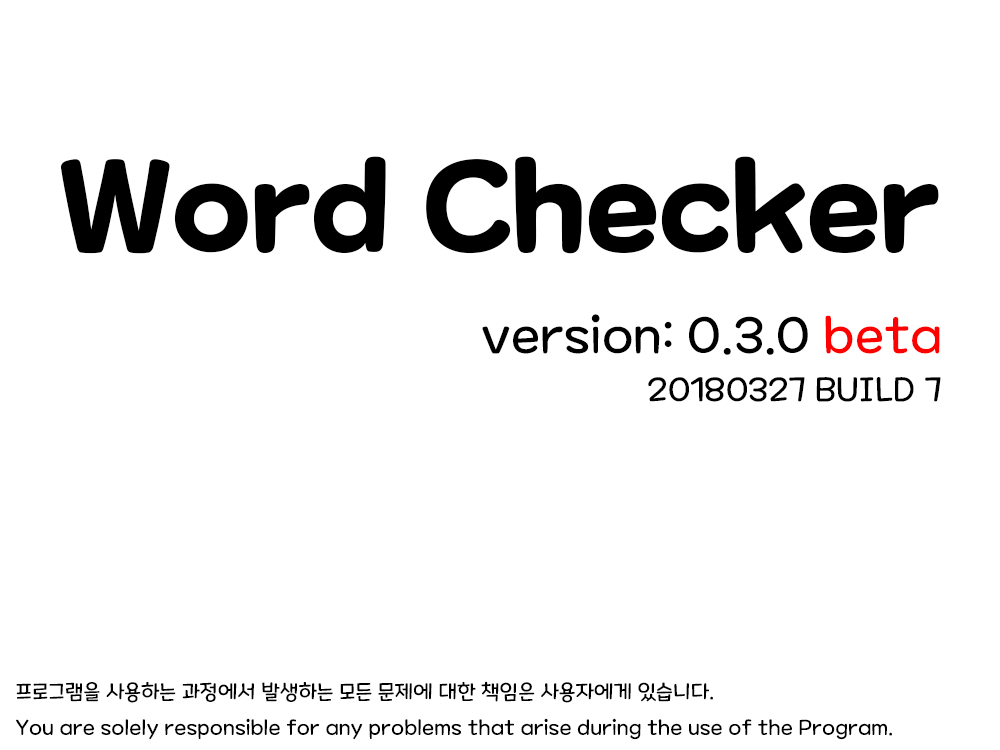 Word Checker
version: 0.3.0 beta
20180327 BUILD 7
프로그램을 사용하는 과정에서 발생하는 모든 문제에 대한 책임은 사용자에게 있습니다.
You are solely responsible for any problems that arise during the use of the Program.